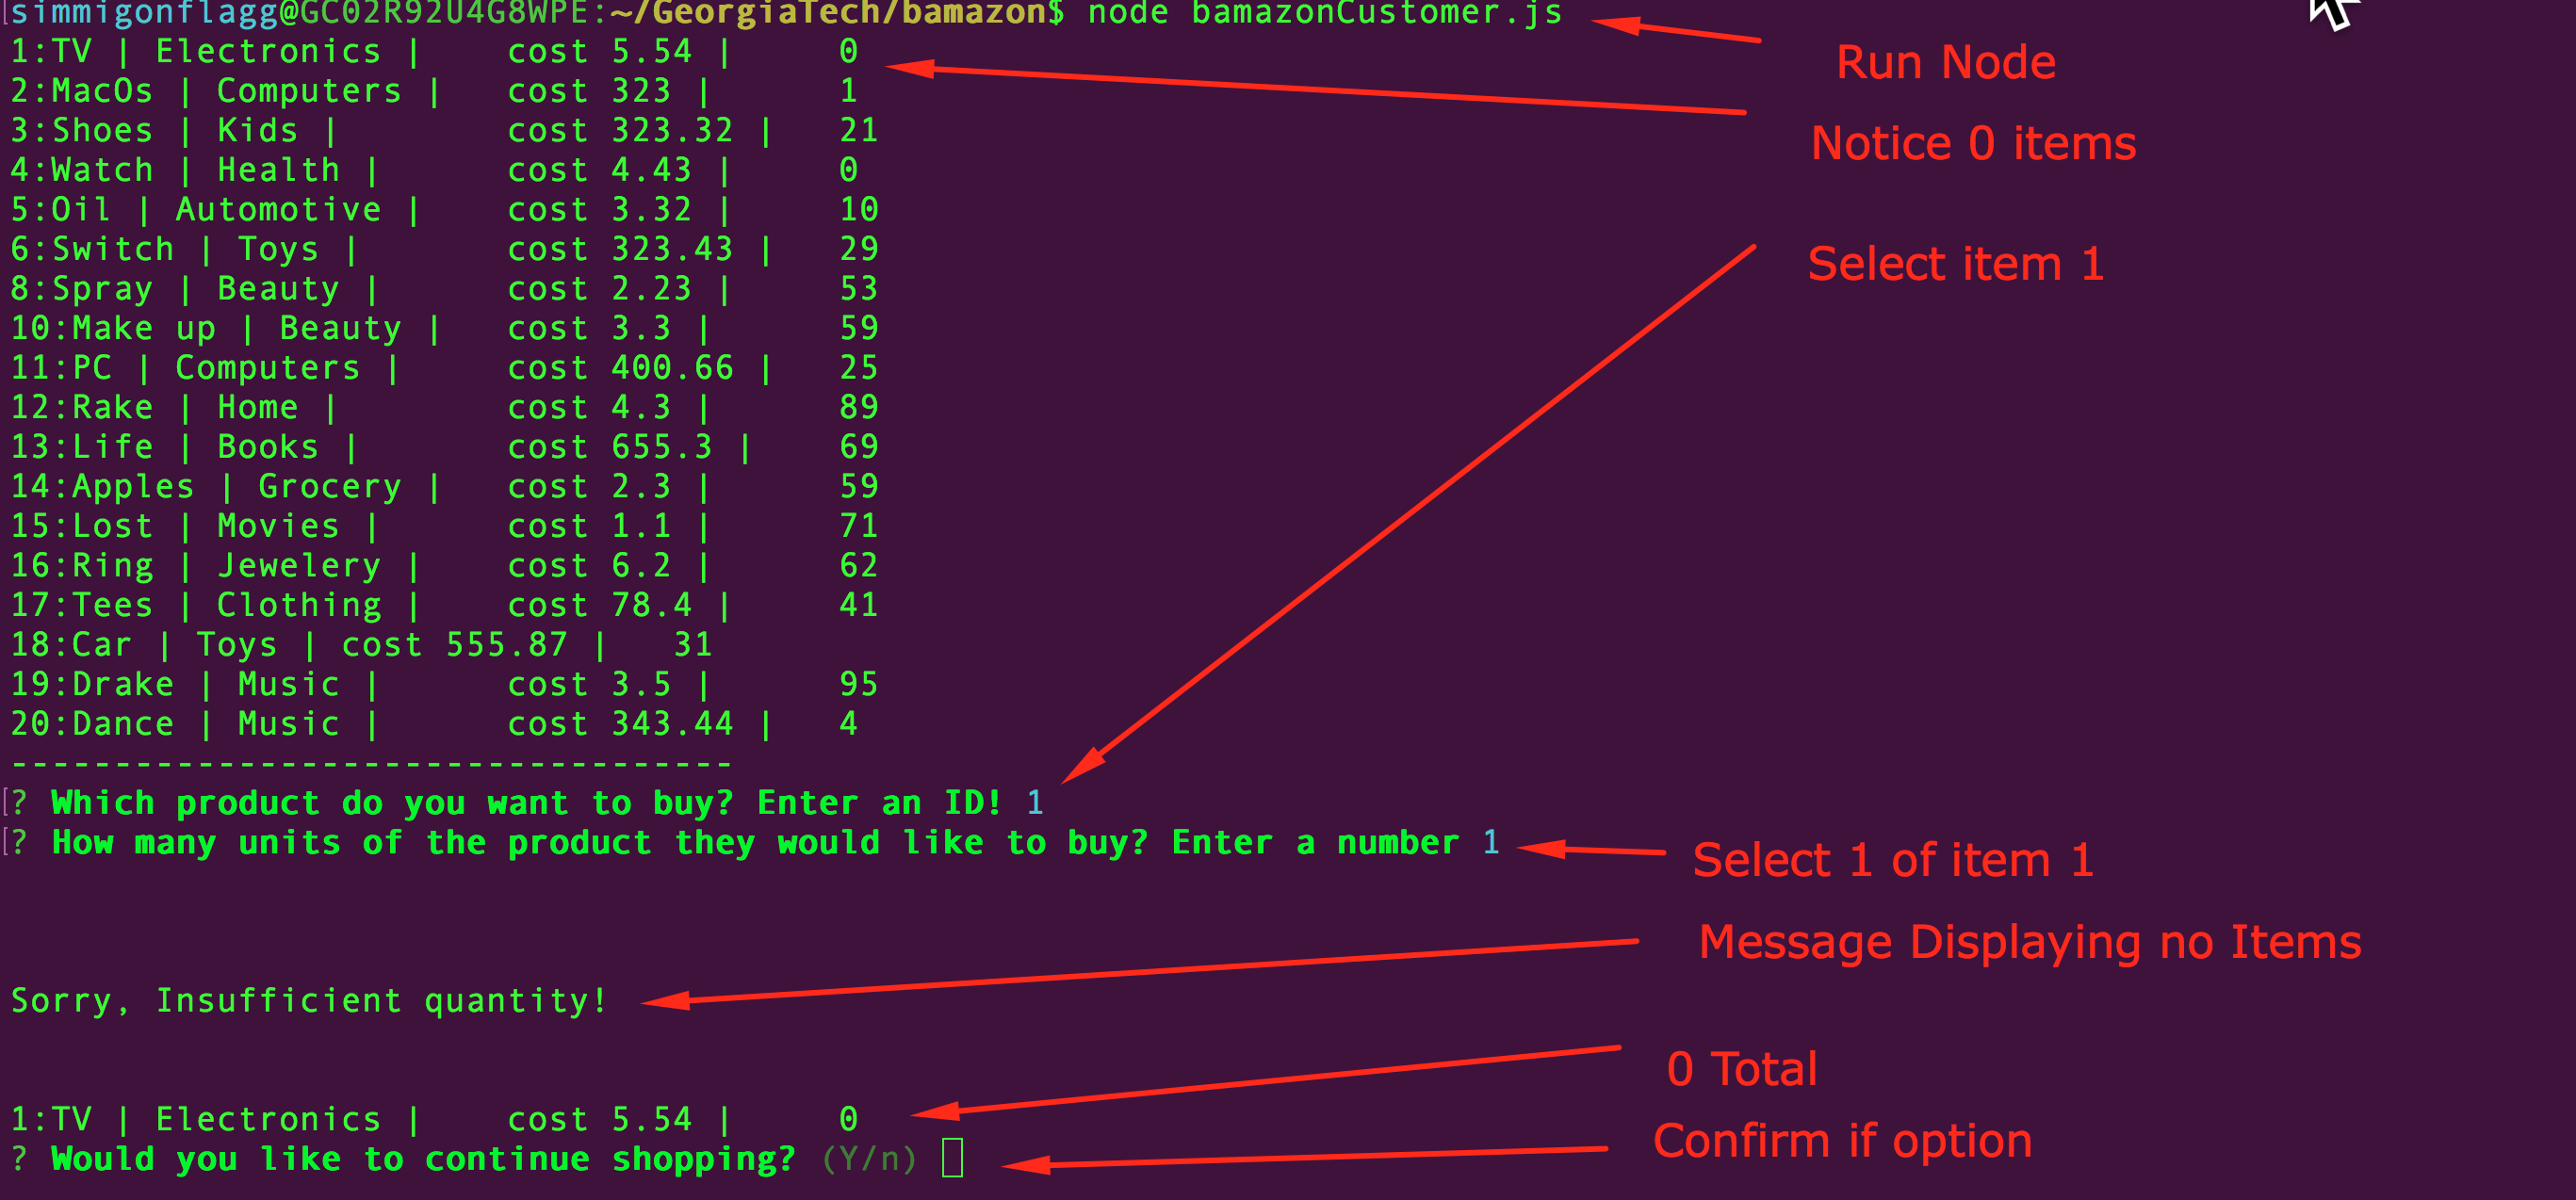 simmigonflagg@GC02R92U4G8WPE:~/GeorgiaTech/bamazon$ node bamazonCustomer.js
Run Node
1:TV | Electronics | cost 5.54 | 0
2:MacOs | Computers | cost 323 | 1
Notice 0 items
3:Shoes | Kids | cost 323.32 | 21
4:Watch | Health | cost 4.43 | 0
5:Oil | Automotive | cost 3.32 | 10
6:Switch | Toys | cost 323.43 | 29
Select item 1
8:Spray | Beauty | cost 2.23 | 53
10:Make up | Beauty | cost 3.3 | 59
11:PC | Computers | cost 400.66 | 25
12:Rake | Home | cost 4.3 | 89
13:Life | Books | cost 655.3 | 69
14:Apples | Grocery | cost 2.3 | 59
15:Lost | Movies | cost 1.1 | 71
16:Ring | Jewelery | cost 6.2 | 62
17:Tees | Clothing | cost 78.4 | 41
18:Car | Toys | cost 555.87 | 31
19:Drake | Music | cost 3.5 | 95
20:Dance | Music | cost 343.44 | 4
-----------------------------------
? Which product do you want to buy? Enter an ID! 1
? How many units of the product they would like to buy? Enter a number 1
Select 1 of item 1
Message Displaying no Items
Sorry, Insufficient quantity!
0 Total
1:TV | Electronics | cost 5.54 | 0
? Would you like to continue shopping? (Y/n)
Confirm if option